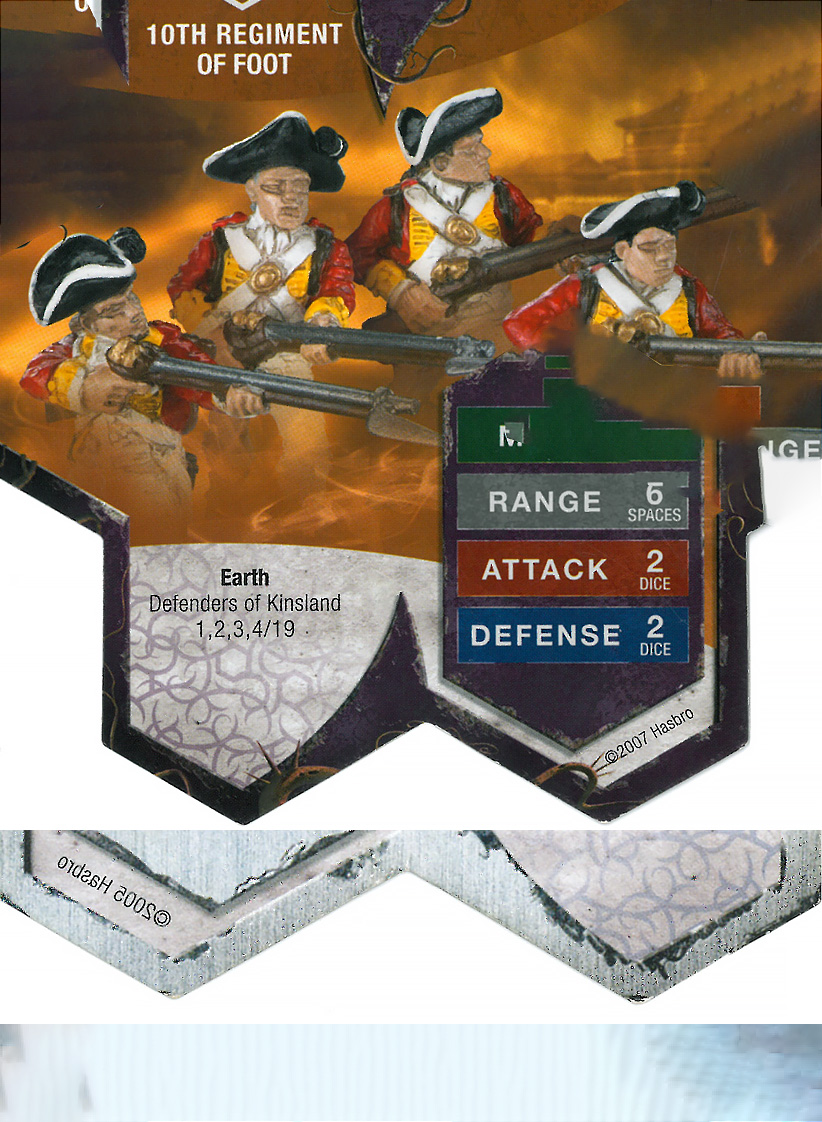 10TH REGIMENT
OF FOOT
RANGE 6
SPACES
ATTACK 2
DICE
DEFENSE 2
DICE
Earth
Defenders of Kinsland
1,2,3,4/19
©2007 Hasbro
©2005 Hasbro